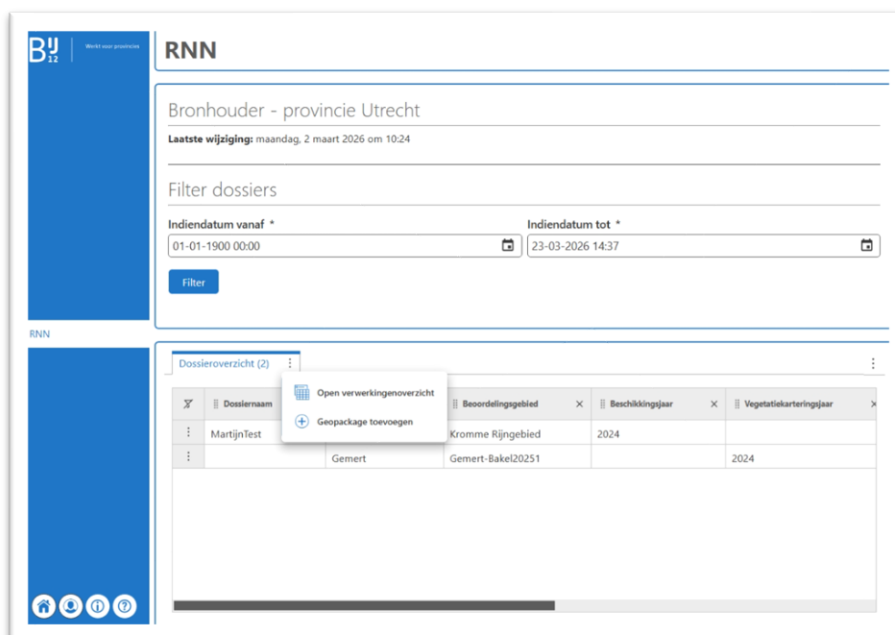 BIJ
12
Werkt voor provincies
RNN
Bronhouder - provincie Utrecht
Laatste wijziging: maandag, 2 maart 2026 om 10:24
Filter dossiers
Indiendatum vanaf *
Indiendatum tot *
01-01-1900 00:00
23-03-2026 14:37
Filter
RNN
Dossieroverzicht (2)
Open verwerkingenoverzicht
Geopackage toevoegen
Dossiernaam Beoordelingsgebied Beschikkingsjaar Vegetatiekarteringsjaar
MartijnTest Kromme Rijngebied 2024
Gemert Gemert-Bakel20251 2024